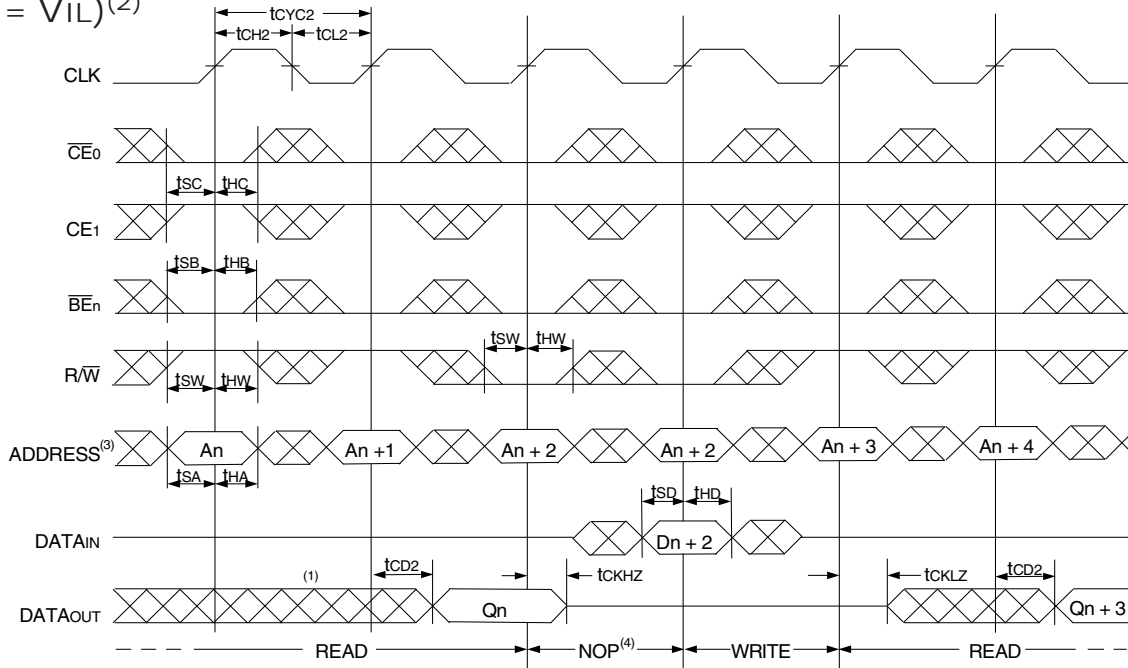 = VIL)(2)
tCYC2
tCH2 tCL2
CLK
CE0
tSC tHC
CE1
tSB tHB
BEn
tSW tHW
R/W
tSW tHW
ADDRESS(3) An An +1 An + 2 An + 2 An + 3 An + 4
tSA tHA
tSD tHD
DATAIN Dn + 2
(1) tCD2 tCKHZ tCKLZ tCD2
DATAOUT Qn Qn + 3
READ NOP(4) WRITE READ